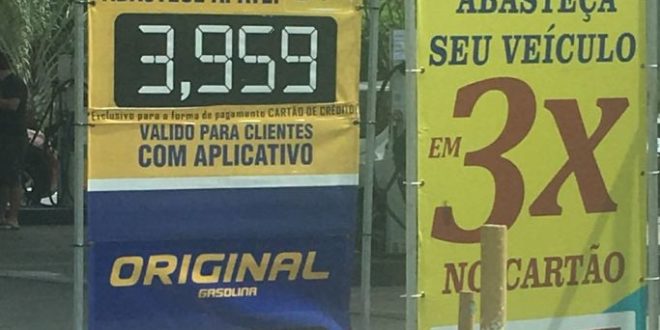 3,959
Exclusivo para a forma de pagamento CARTÃO DE CRÉDITO
VALIDO PARA CLIENTES
COM APLICATIVO
ORIGINAL
GASOLINA
ABASTEÇA
SEU VEÍCULO
EM 3X
NO CARTÃO